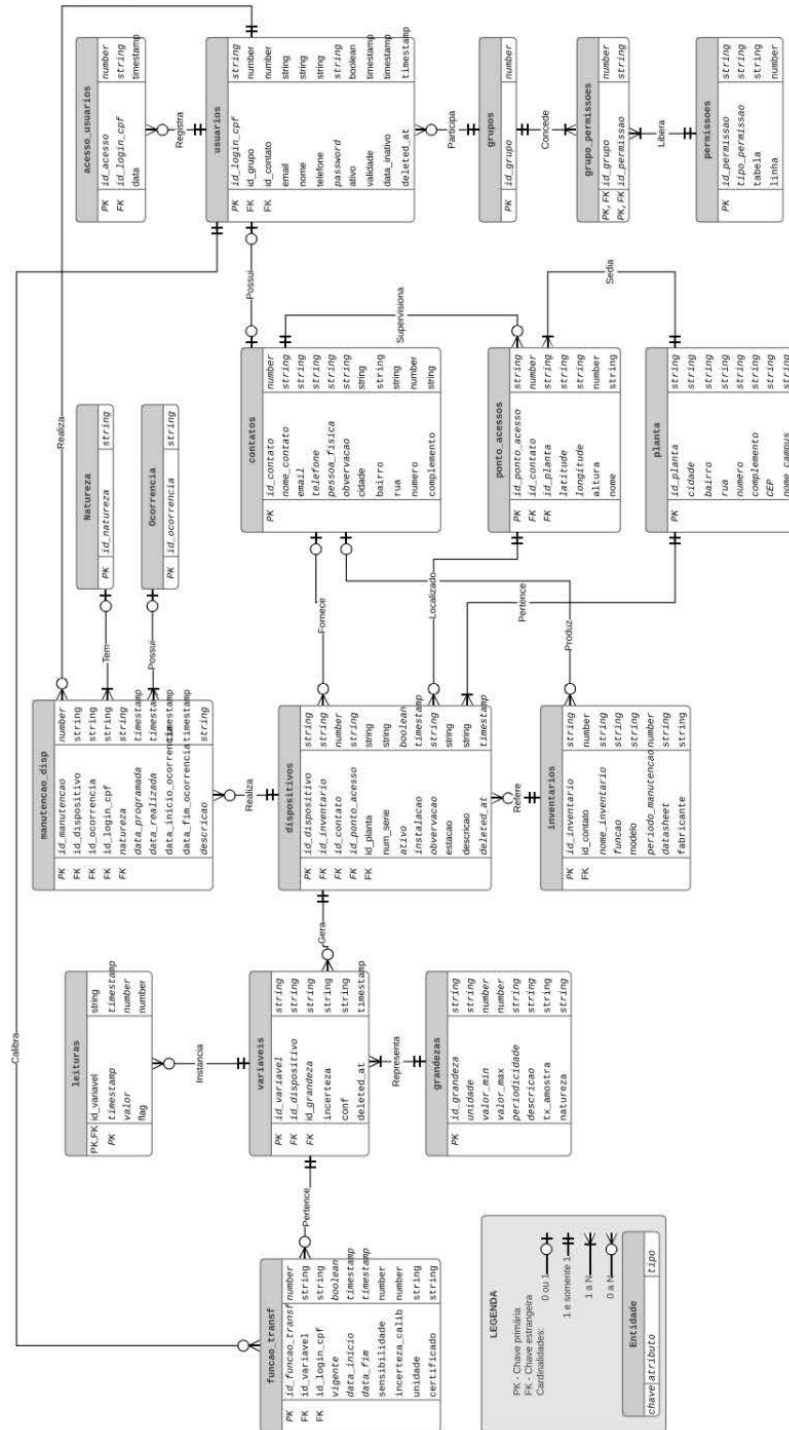 acesso_usuarios
PK id_acesso number
FK id_login_cpf string
data timestamp
Registra
usuarios
PK id_login_cpf string
FK id_grupo number
FK id_contato number
email string
nome string
telefone string
password string
ativo boolean
validade timestamp
data_inativo timestamp
deleted_at timestamp
Participa
grupos
PK id_grupo number
Concede
grupo_permissoes
PK,FK id_grupo number
PK,FK id_permissao string
Libera
permissoes
PK id_permissao string
tipo_permissao string
tabela string
linha number
Realiza
Possui
Natureza
PK id_natureza string
Ocorrencia
PK id_ocorrencia string
contatos
PK id_contato number
nome_contato string
email string
telefone string
pessoa_fisica string
obvervacao string
cidade string
bairro string
rua string
numero number
complemento string
Supervisiona
ponto_acessos
PK id_ponto_acesso string
FK id_contato number
FK id_planta string
latitude string
longitude string
altura number
nome string
Sedia
planta
PK id_planta string
cidade string
bairro string
rua string
numero string
complemento string
CEP string
nome_campus string
Tem
Possui
Fornece
Localizado
Pertence
Produz
manutencao_disp
PK id_manutencao number
FK id_dispositivo string
FK id_ocorrencia string
FK id_login_cpf string
FK natureza string
data_programada timestamp
data_realizada timestamp
data_inicio_ocorrencia timestamp
data_fim_ocorrencia timestamp
descricao string
Realiza
dispositivos
PK id_dispositivo string
FK id_inventario string
FK id_contato number
FK id_ponto_acesso string
FK id_planta string
num_serie string
ativo boolean
instalacao timestamp
obvervacao string
estacao string
descricao string
deleted_at timestamp
Refere
inventarios
PK id_inventario string
FK id_contato number
nome_inventario string
funcao string
modelo string
periodo_manutencao number
datasheet string
fabricante string
Calibra
Gera
leituras
PK,FK id_variavel string
PK timestamp timestamp
valor number
flag number
Instancia
variaveis
PK id_variavel string
FK id_dispositivo string
FK id_grandeza string
incerteza string
conf string
deleted_at timestamp
Representa
grandezas
PK id_grandeza string
unidade string
valor_min number
valor_max number
periodicidade string
descricao string
tx_amostra string
natureza string
Pertence
funcao_transf
PK id_funcao_transf number
FK id_variavel string
FK id_login_cpf string
vigente boolean
data_inicio timestamp
data_fim timestamp
sensibilidade number
incerteza_calib number
unidade string
certificado string
LEGENDA
PK - Chave primária
FK - Chave estrangeira
Cardinalidades:
0 ou 1
1 e somente 1
1 a N
0 a N
Entidade
chave atributo tipo